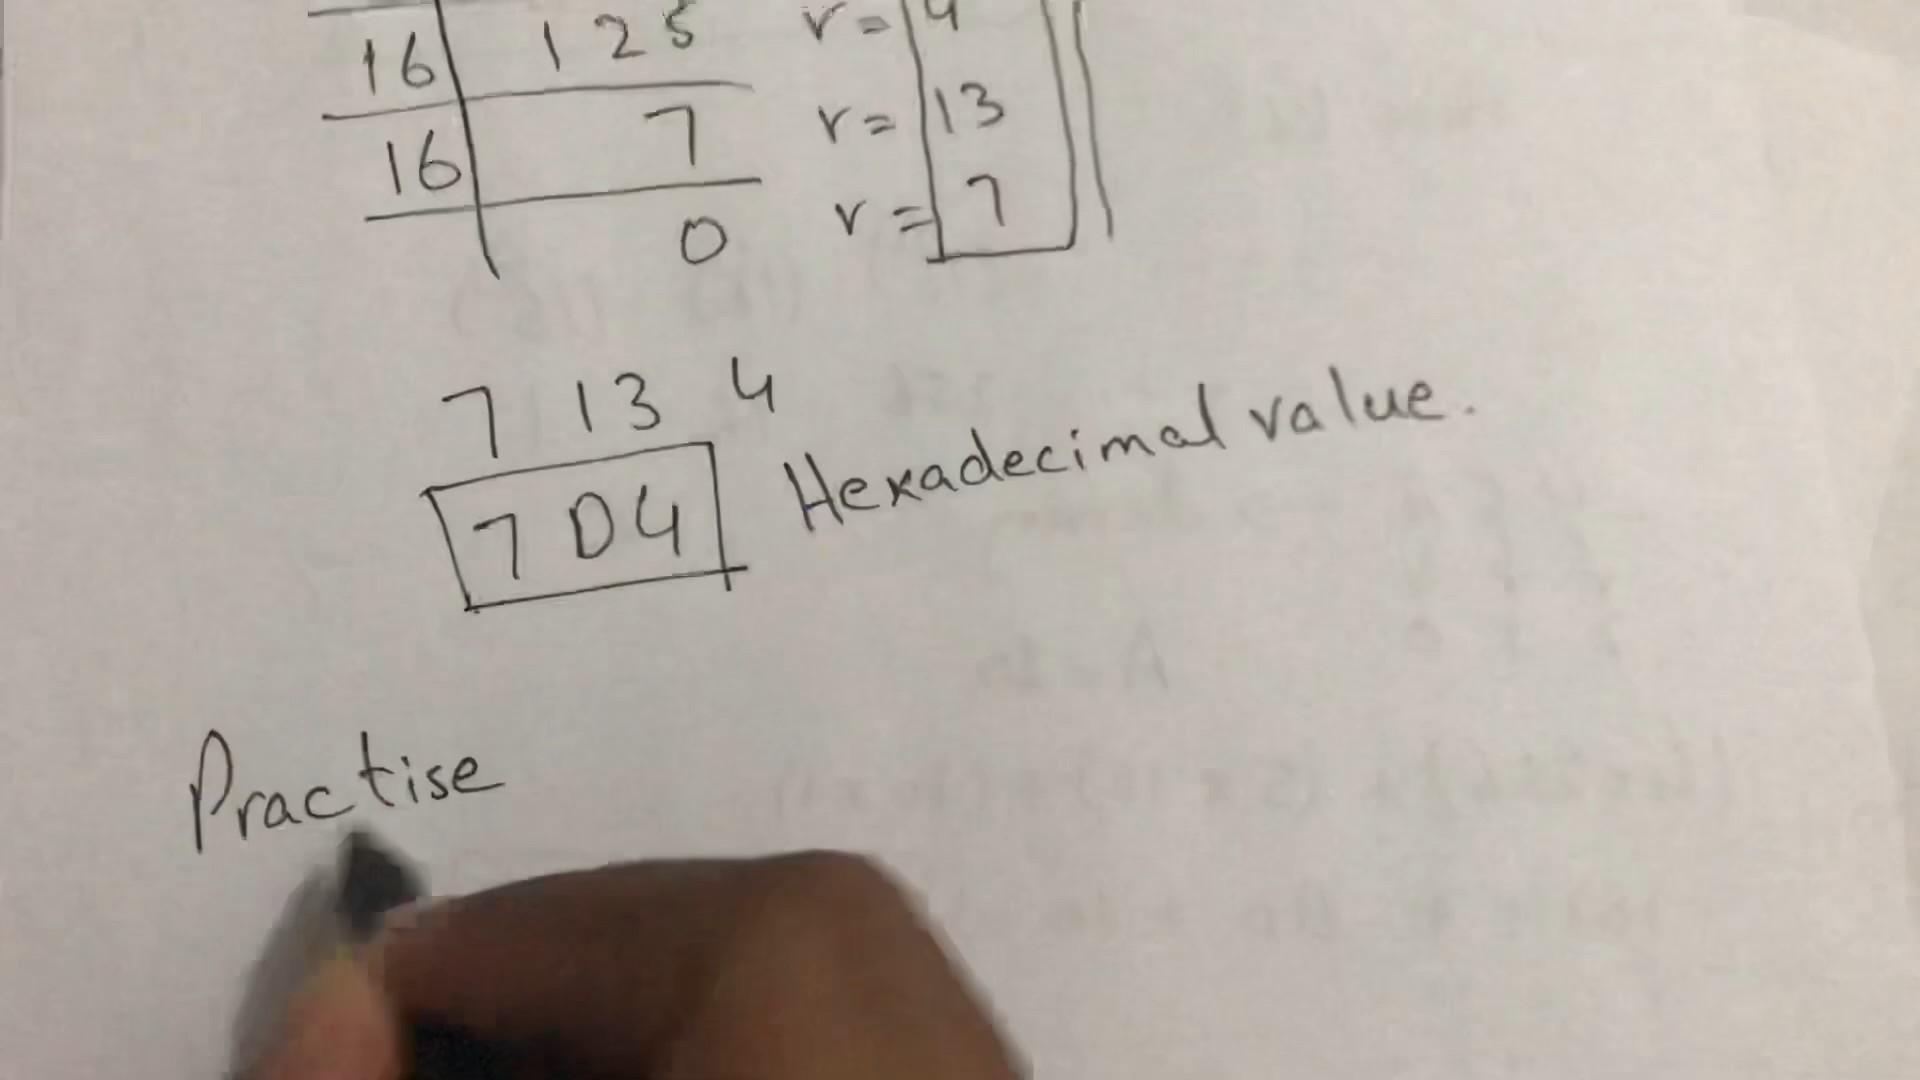 16 125 r = 4
16 7 r = 13
0 r = 7
7 13 4
7D4 Hexadecimal value.
Practise